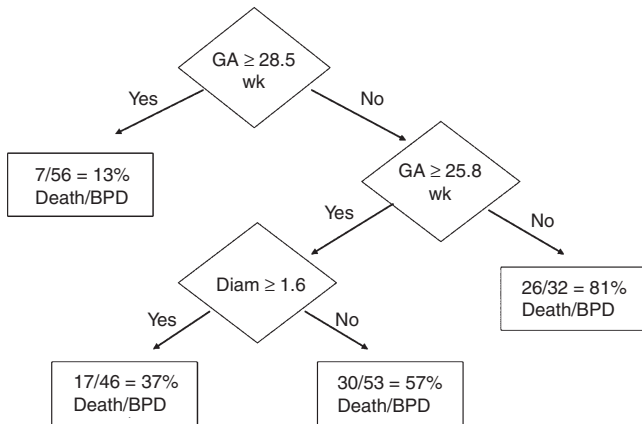 GA ≥ 28.5
wk
Yes
No
7/56 = 13%
Death/BPD
GA ≥ 25.8
wk
Yes
No
Diam ≥ 1.6
26/32 = 81%
Death/BPD
Yes
No
17/46 = 37%
Death/BPD
30/53 = 57%
Death/BPD